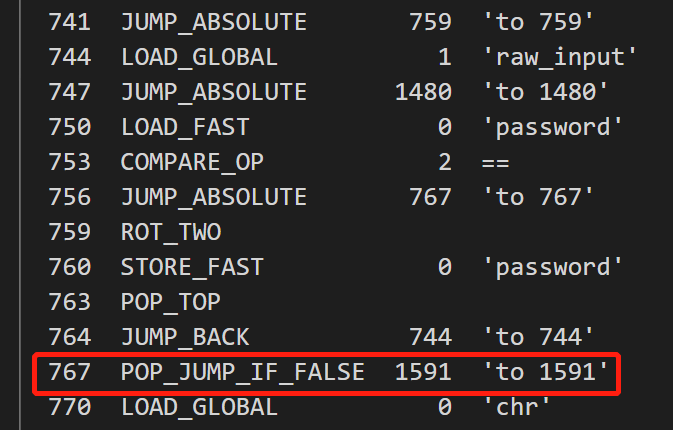 741 JUMP_ABSOLUTE 759 'to 759'
744 LOAD_GLOBAL 1 'raw_input'
747 JUMP_ABSOLUTE 1480 'to 1480'
750 LOAD_FAST 0 'password'
753 COMPARE_OP 2 ==
756 JUMP_ABSOLUTE 767 'to 767'
759 ROT_TWO
760 STORE_FAST 0 'password'
763 POP_TOP
764 JUMP_BACK 744 'to 744'
767 POP_JUMP_IF_FALSE 1591 'to 1591'
770 LOAD_GLOBAL 0 'chr'